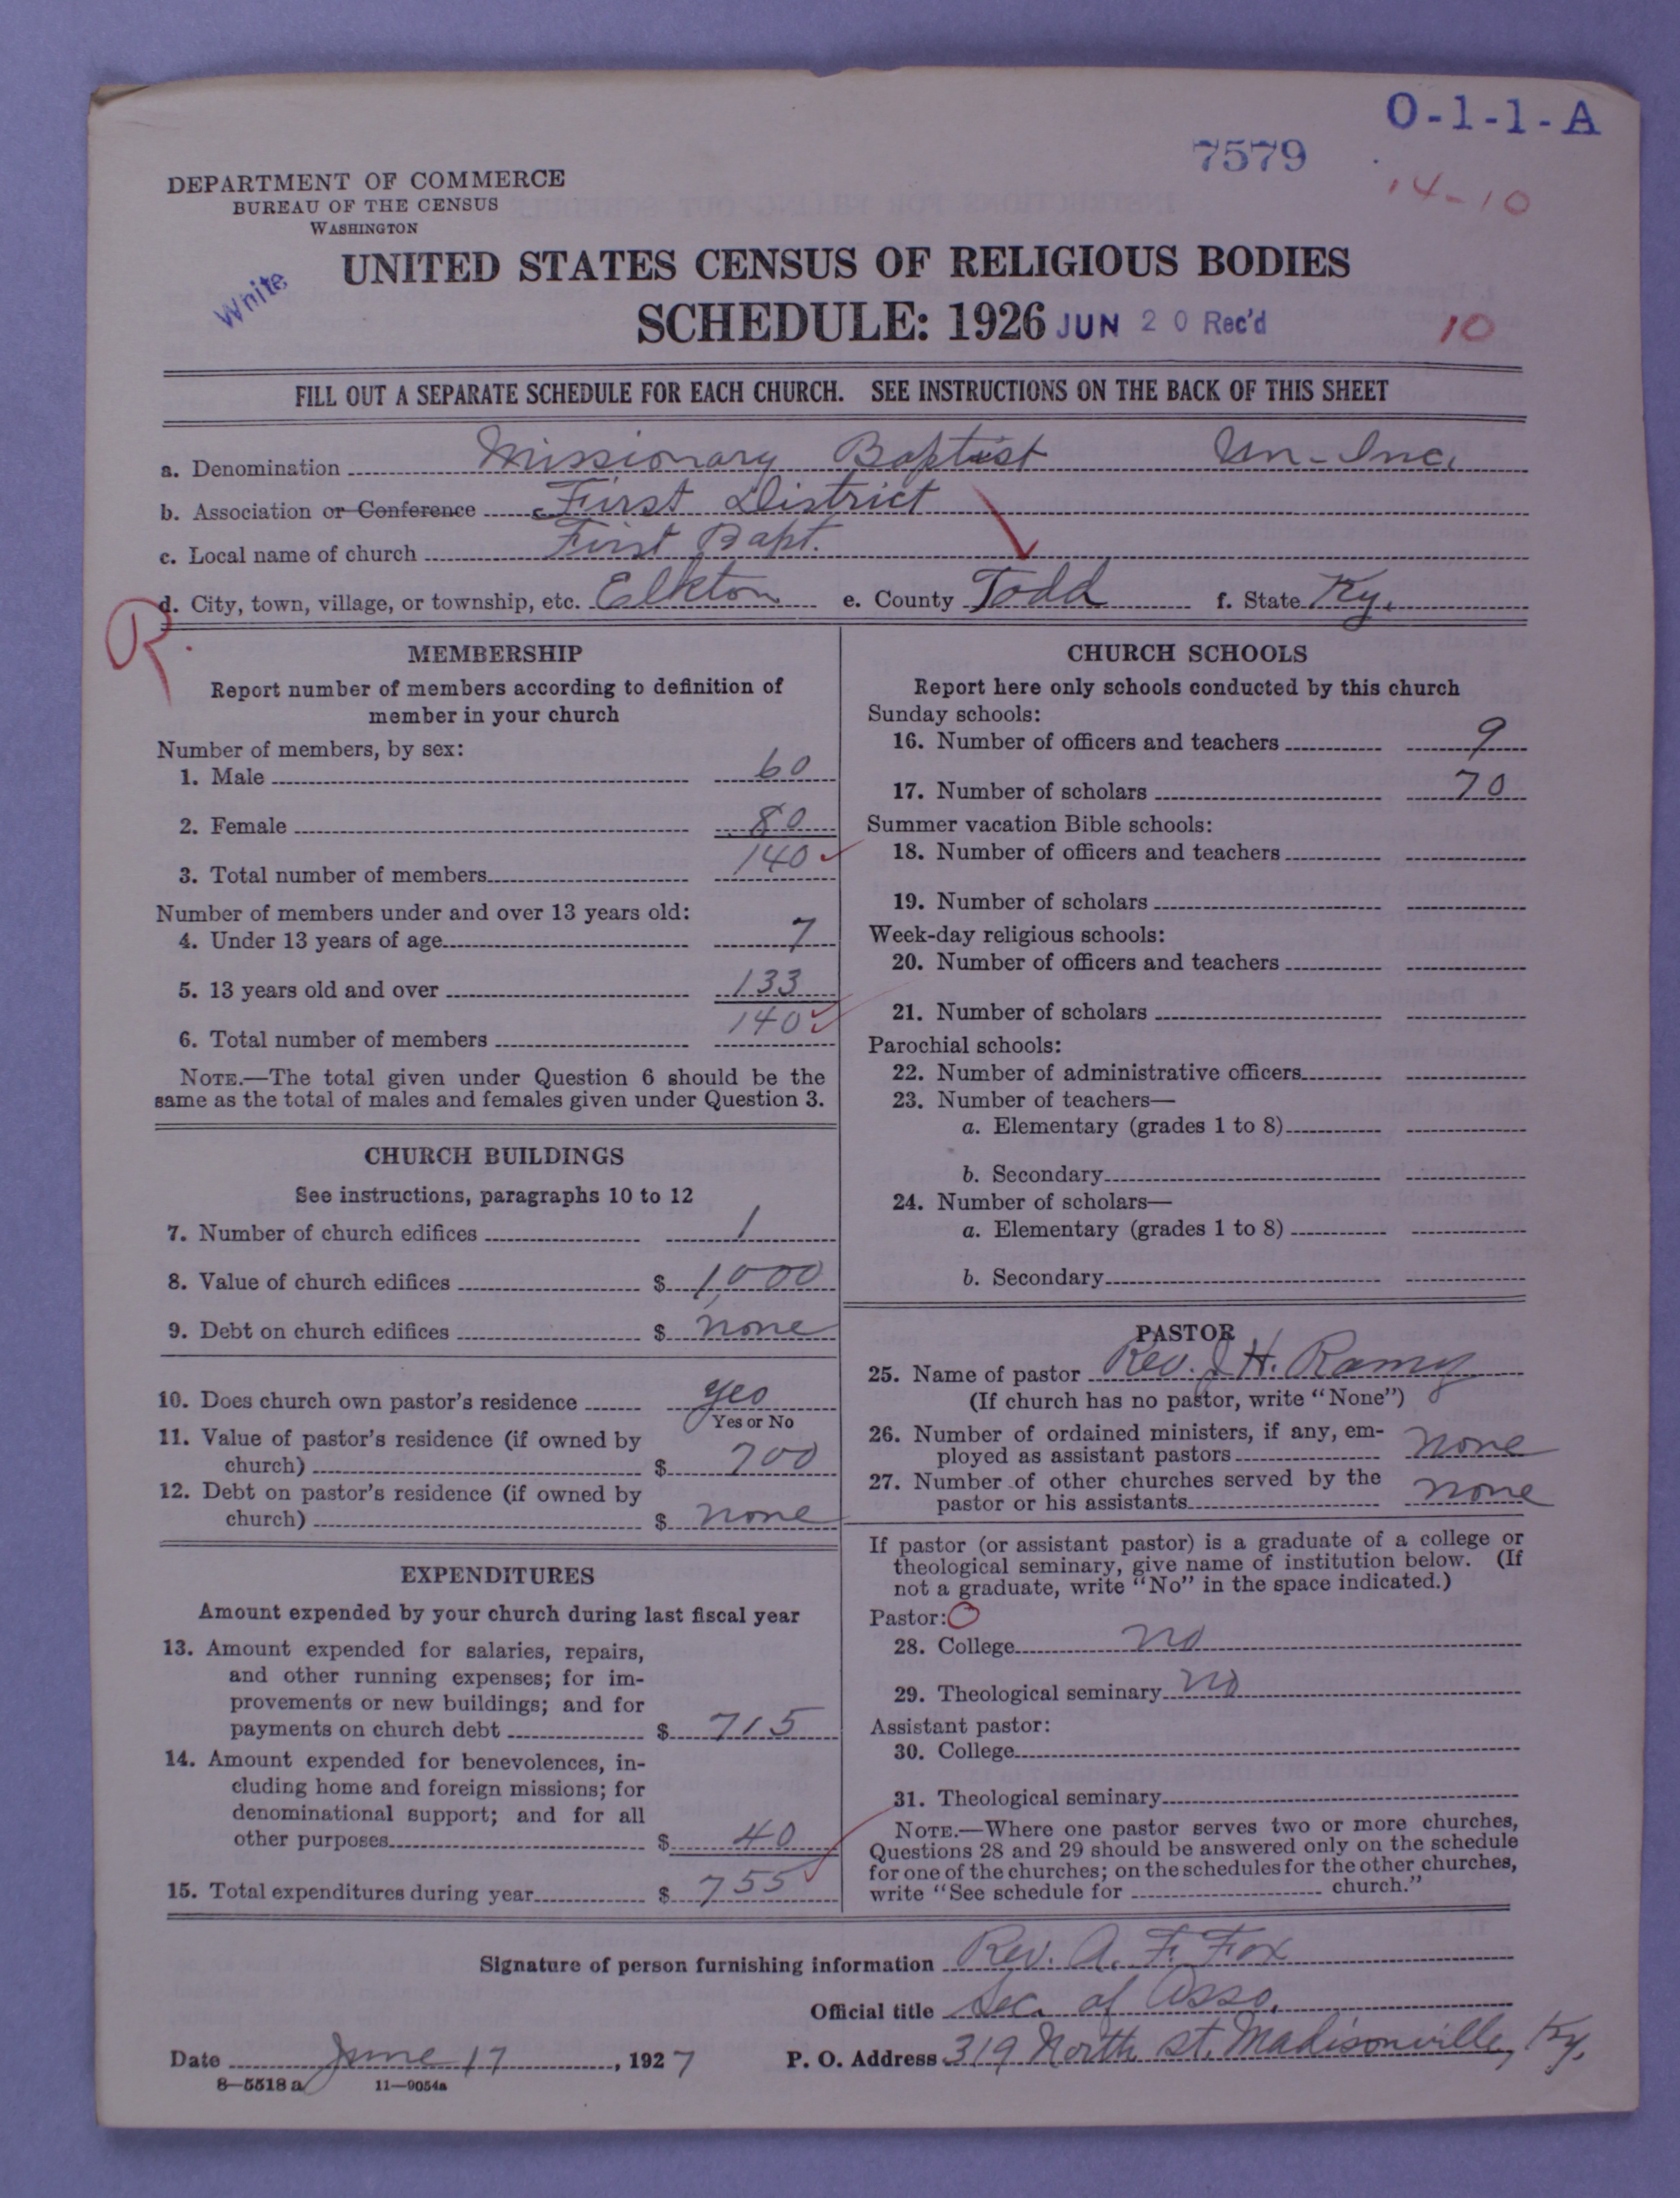 O-1-1-A
7579
14-10
DEPARTMENT OF COMMERCE
BUREAU OF THE CENSUS
WASHINGTON
White
UNITED STATES CENSUS OF RELIGIOUS BODIES
SCHEDULE: 1926 JUN 20 Rec'd
10
FILL OUT A SEPARATE SCHEDULE FOR EACH CHURCH. SEE INSTRUCTIONS ON THE BACK OF THIS SHEET
a. Denomination Missionary Baptist Un-Inc.
b. Association or Conference First District
c. Local name of church First Bapt.
d. City, town, village, or township, etc. Elkton e. County Todd f. State Ky.
R.
MEMBERSHIP
Report number of members according to definition of
member in your church
Number of members, by sex:
1. Male 60
2. Female 80
3. Total number of members 140
Number of members under and over 13 years old:
4. Under 13 years of age 7
5. 13 years old and over 133
6. Total number of members 140
NOTE.—The total given under Question 6 should be the
same as the total of males and females given under Question 3.
CHURCH BUILDINGS
See instructions, paragraphs 10 to 12
7. Number of church edifices 1
8. Value of church edifices $ 1,000
9. Debt on church edifices $ none
10. Does church own pastor's residence yes
Yes or No
11. Value of pastor's residence (if owned by
church) $ 700
12. Debt on pastor's residence (if owned by
church) $ none
EXPENDITURES
Amount expended by your church during last fiscal year
13. Amount expended for salaries, repairs,
and other running expenses; for im-
provements or new buildings; and for
payments on church debt $ 715
14. Amount expended for benevolences, in-
cluding home and foreign missions; for
denominational support; and for all
other purposes $ 40
15. Total expenditures during year $ 755
CHURCH SCHOOLS
Report here only schools conducted by this church
Sunday schools:
16. Number of officers and teachers 9
17. Number of scholars 70
Summer vacation Bible schools:
18. Number of officers and teachers
19. Number of scholars
Week-day religious schools:
20. Number of officers and teachers
21. Number of scholars
Parochial schools:
22. Number of administrative officers
23. Number of teachers—
a. Elementary (grades 1 to 8)
b. Secondary
24. Number of scholars—
a. Elementary (grades 1 to 8)
b. Secondary
PASTOR
25. Name of pastor Rev. J H. Ramy
(If church has no pastor, write "None")
26. Number of ordained ministers, if any, em-
ployed as assistant pastors none
27. Number of other churches served by the
pastor or his assistants none
If pastor (or assistant pastor) is a graduate of a college or
theological seminary, give name of institution below. (If
not a graduate, write "No" in the space indicated.)
Pastor: O
28. College no
29. Theological seminary no
Assistant pastor:
30. College
31. Theological seminary
NOTE.—Where one pastor serves two or more churches,
Questions 28 and 29 should be answered only on the schedule
for one of the churches; on the schedules for the other churches,
write "See schedule for church."
Signature of person furnishing information Rev. A. F. Fox
Official title Sec. of Asso.
Date June 17, 1927 P. O. Address 319 North St. Madisonville, Ky.
8—5518 a 11—9054a